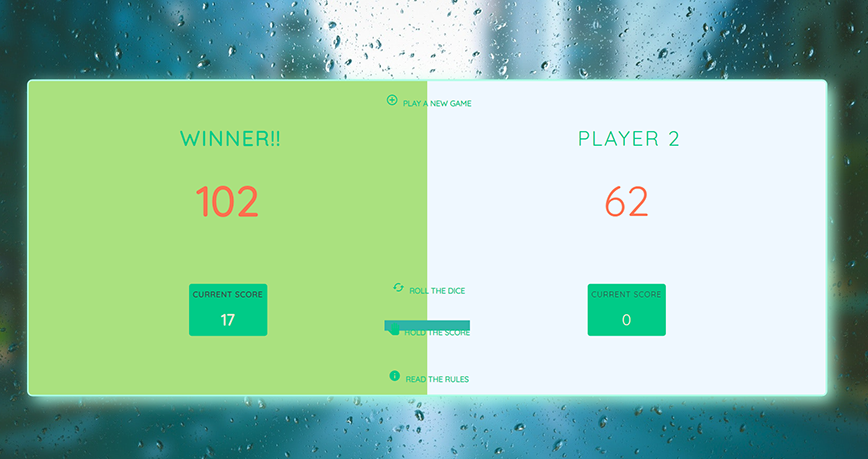 PLAY A NEW GAME
WINNER!!
PLAYER 2
102
62
CURRENT SCORE
17
CURRENT SCORE
0
ROLL THE DICE
HOLD THE SCORE
READ THE RULES